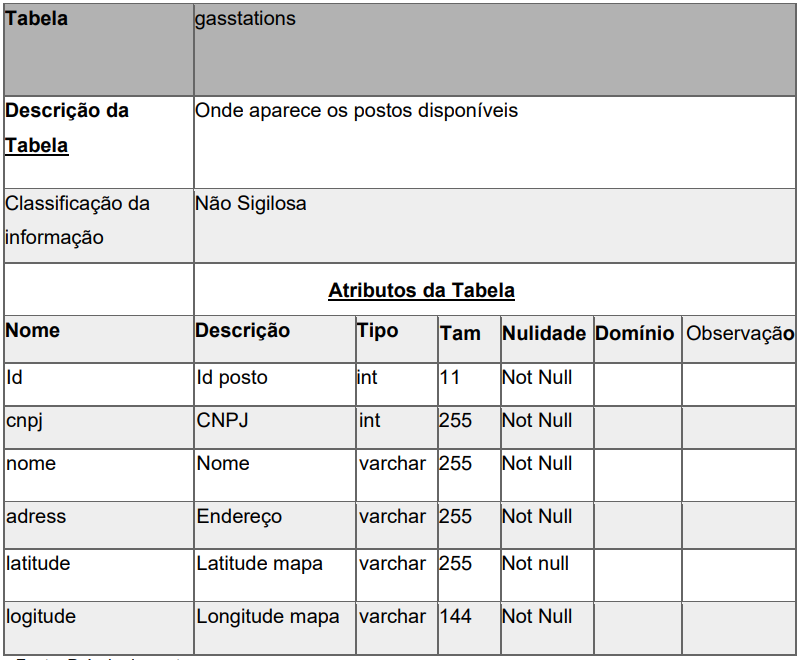 Tabela gasstations
Descrição da Onde aparece os postos disponíveis
Tabela
Classificação da Não Sigilosa
informação
Atributos da Tabela
Nome Descrição Tipo Tam Nulidade Domínio Observação
Id Id posto int 11 Not Null
cnpj CNPJ int 255 Not Null
nome Nome varchar 255 Not Null
adress Endereço varchar 255 Not Null
latitude Latitude mapa varchar 255 Not null
logitude Longitude mapa varchar 144 Not Null